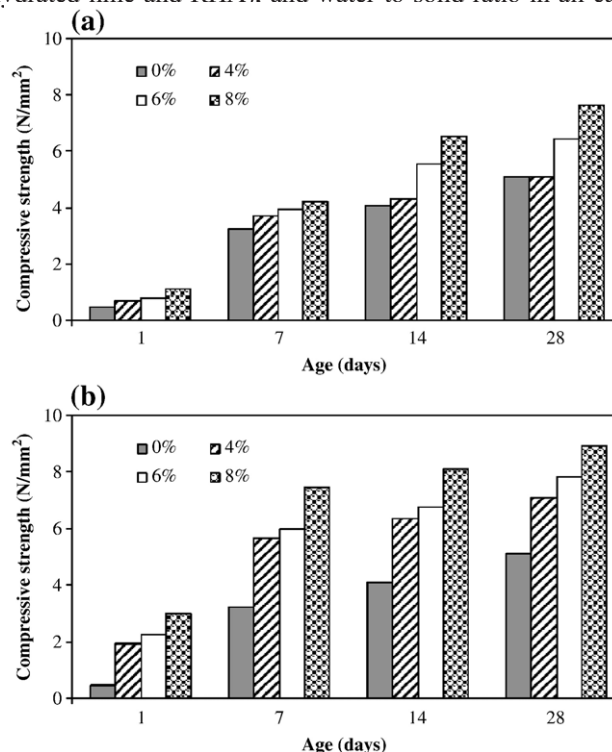 (a)
10
8
6
4
2
0
Compressive strength (N/mm²)
0% 4%
6% 8%
1 7 14 28
Age (days)
(b)
10
8
6
4
2
0
Compressive strength (N/mm²)
0% 4%
6% 8%
1 7 14 28
Age (days)